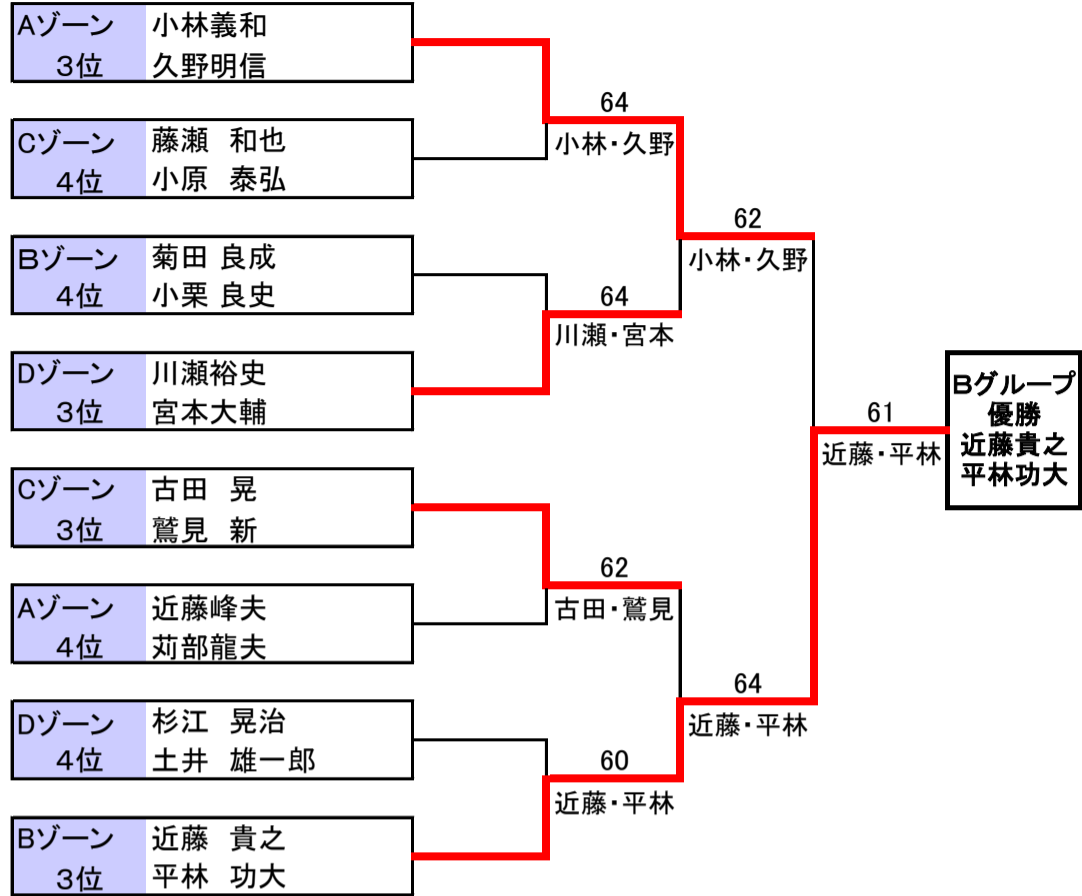 Aゾーン 小林義和
3位 久野明信
64
小林・久野
Cゾーン 藤瀬 和也
4位 小原 泰弘
62
小林・久野
Bゾーン 菊田 良成
4位 小栗 良史
64
川瀬・宮本
Dゾーン 川瀬裕史
3位 宮本大輔
Bグループ
優勝
近藤貴之
平林功大
61
近藤・平林
Cゾーン 古田 晃
3位 鷲見 新
62
古田・鷲見
Aゾーン 近藤峰夫
4位 苅部龍夫
64
近藤・平林
Dゾーン 杉江 晃治
4位 土井 雄一郎
60
近藤・平林
Bゾーン 近藤 貴之
3位 平林 功大